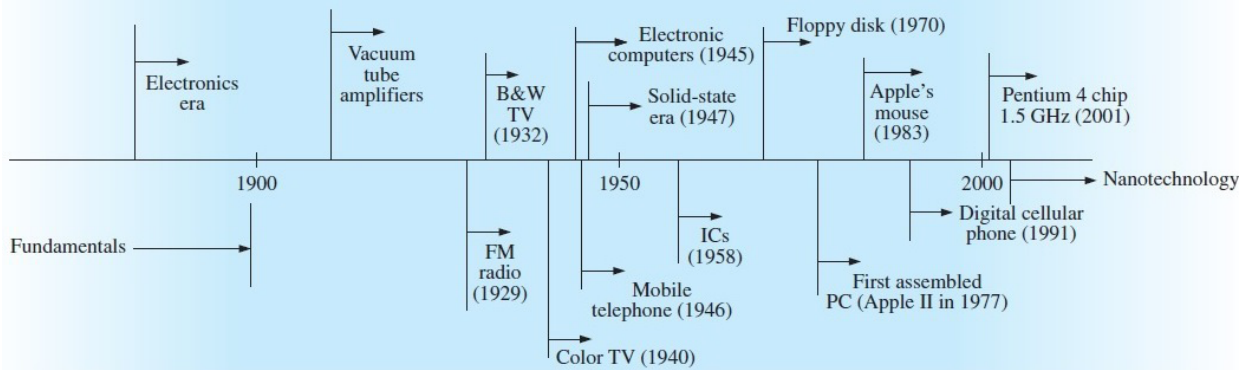 Electronics
era
Vacuum
tube
amplifiers
B&W
TV
(1932)
Electronic
computers (1945)
Solid-state
era (1947)
Floppy disk (1970)
Apple’s
mouse
(1983)
Pentium 4 chip
1.5 GHz (2001)
1900
1950
2000
Nanotechnology
Fundamentals
FM
radio
(1929)
Color TV (1940)
Mobile
telephone (1946)
ICs
(1958)
First assembled
PC (Apple II in 1977)
Digital cellular
phone (1991)